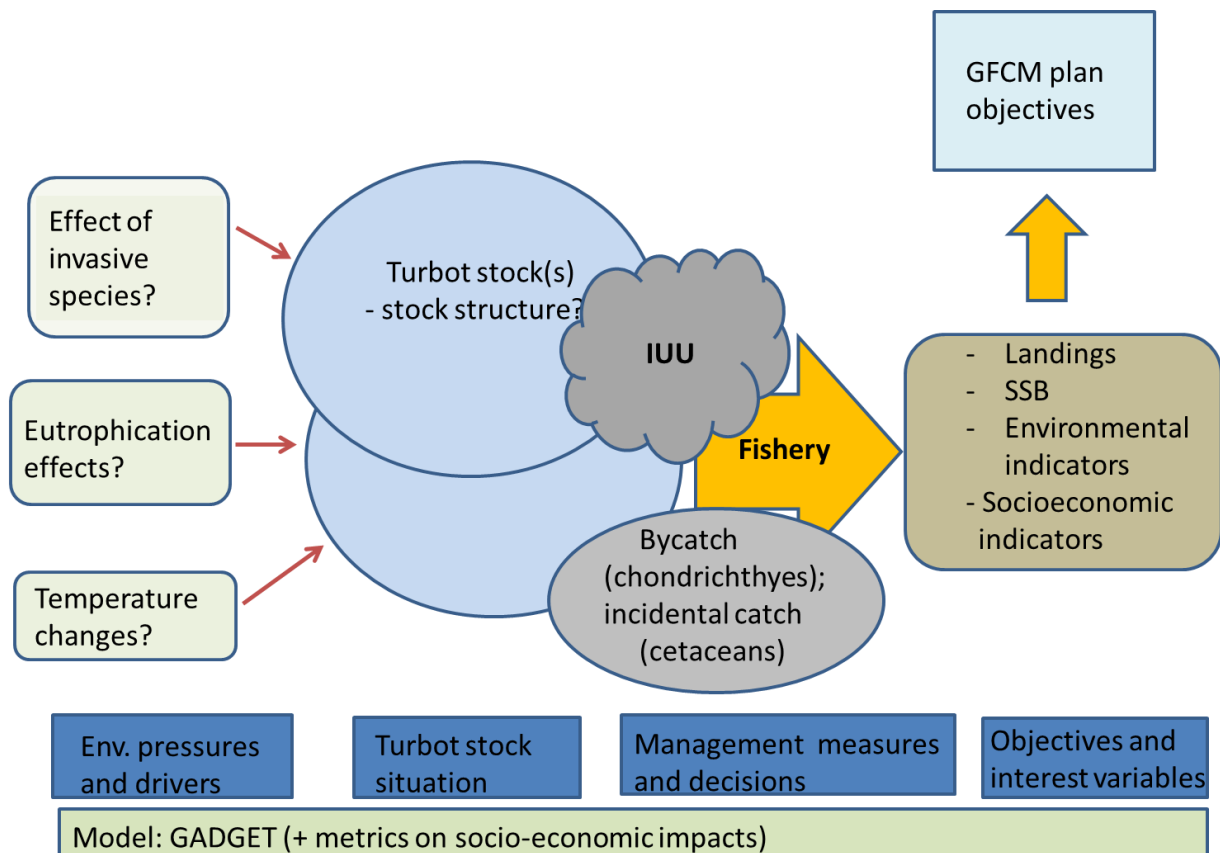 GFCM plan
objectives
Effect of
invasive
species?
Turbot stock(s)
- stock structure?
IUU
- Landings
- SSB
- Environmental
indicators
- Socioeconomic
indicators
Eutrophication
effects?
Fishery
Temperature
changes?
Bycatch
(chondrichthyes);
incidental catch
(cetaceans)
Env. pressures
and drivers
Turbot stock
situation
Management measures
and decisions
Objectives and
interest variables
Model: GADGET (+ metrics on socio-economic impacts)